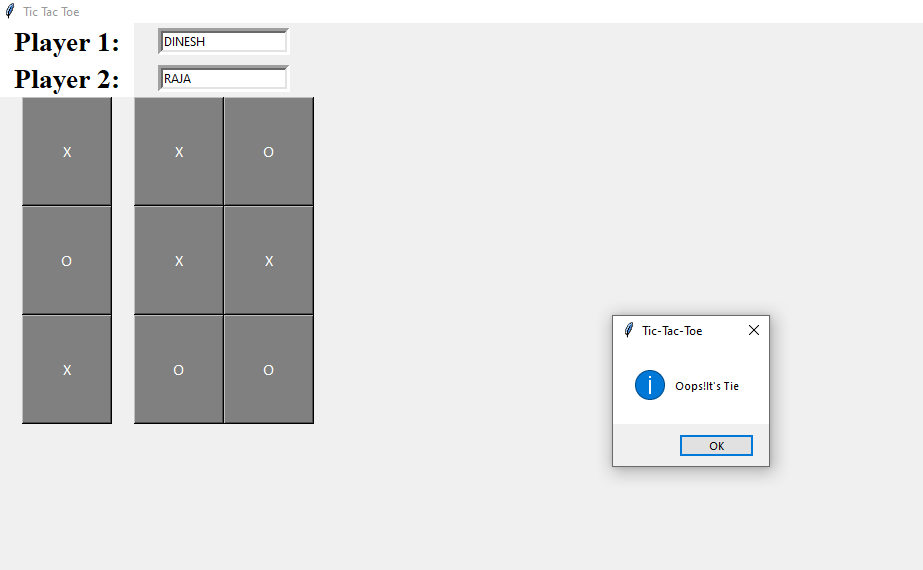 Tic Tac Toe
Player 1: DINESH
Player 2: RAJA
X X O
O X X
X O O
Tic-Tac-Toe
Oops!It's Tie
OK